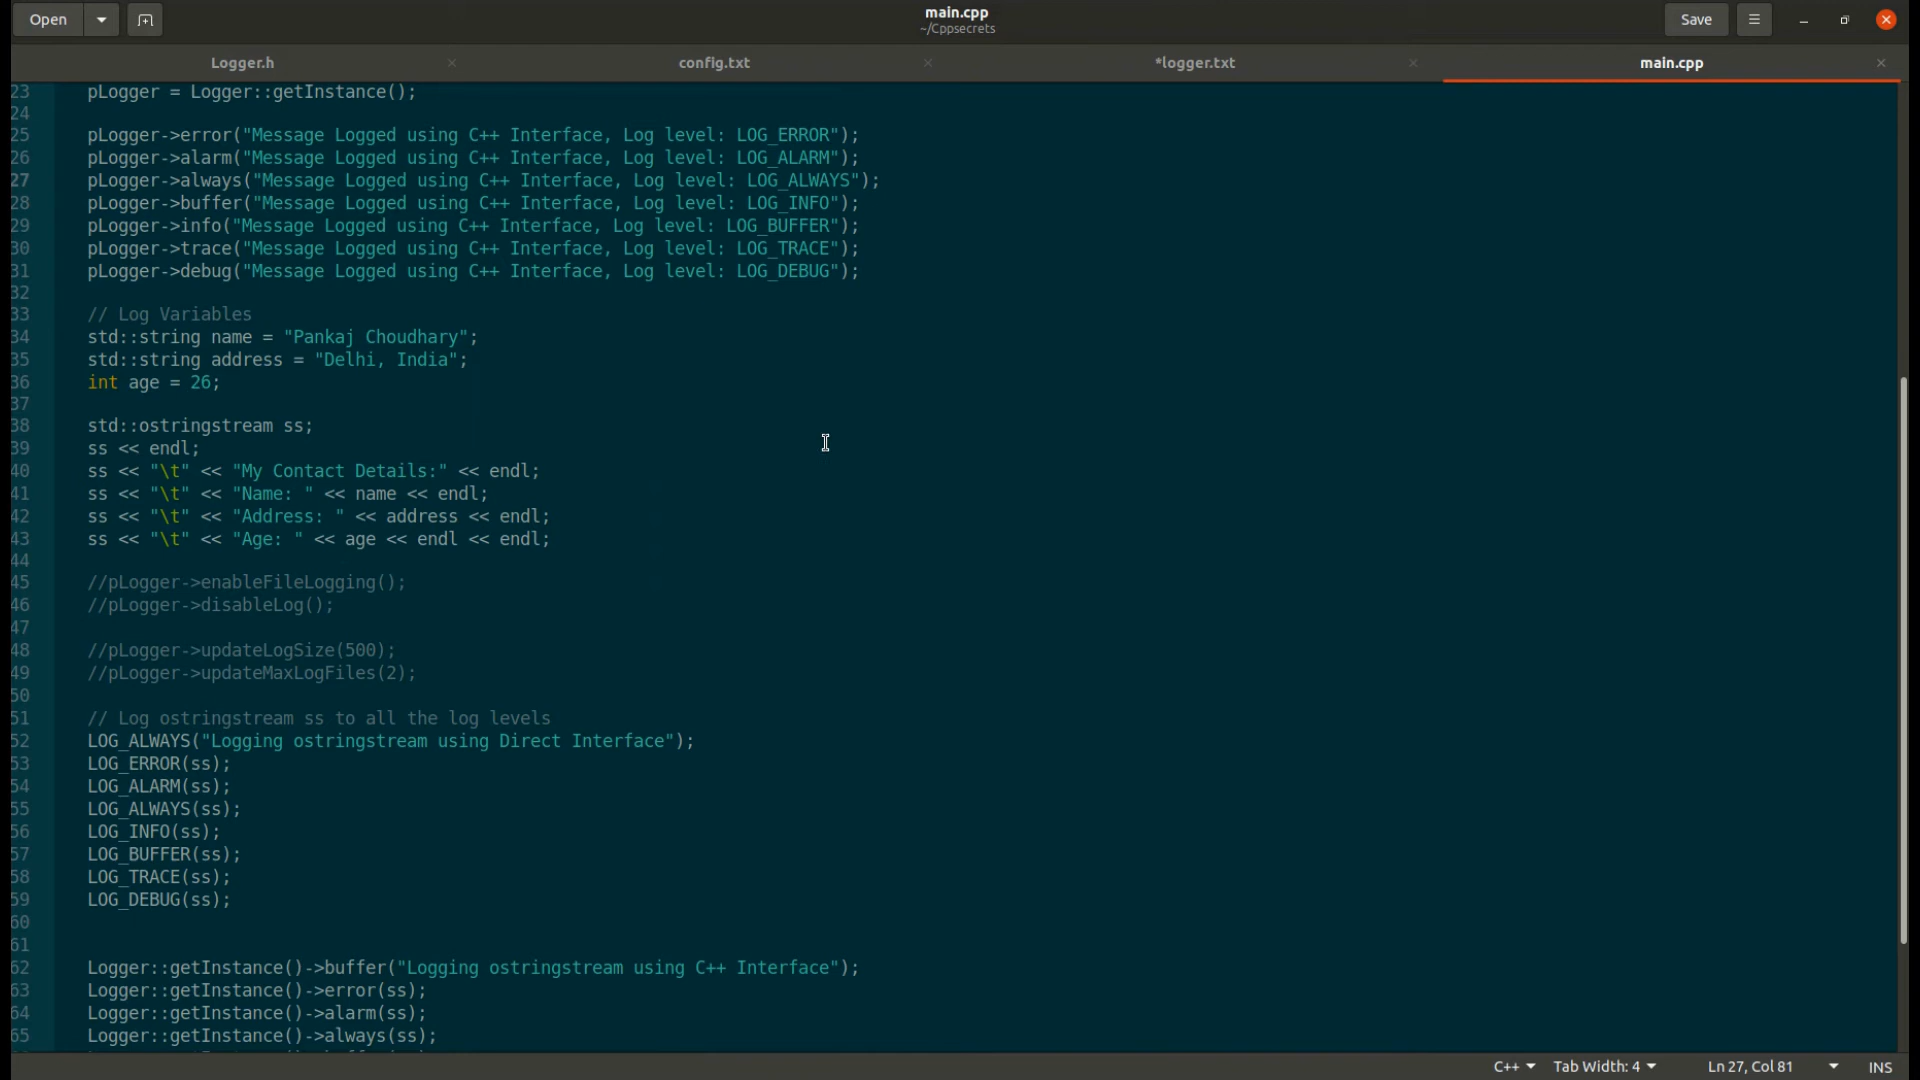 Open
main.cpp
~/Cppsecrets
Save
Logger.h
config.txt
*logger.txt
main.cpp
23 pLogger = Logger::getInstance();
24
25 pLogger->error("Message Logged using C++ Interface, Log level: LOG_ERROR");
26 pLogger->alarm("Message Logged using C++ Interface, Log level: LOG_ALARM");
27 pLogger->always("Message Logged using C++ Interface, Log level: LOG_ALWAYS");
28 pLogger->buffer("Message Logged using C++ Interface, Log level: LOG_INFO");
29 pLogger->info("Message Logged using C++ Interface, Log level: LOG_BUFFER");
30 pLogger->trace("Message Logged using C++ Interface, Log level: LOG_TRACE");
31 pLogger->debug("Message Logged using C++ Interface, Log level: LOG_DEBUG");
32
33 // Log Variables
34 std::string name = "Pankaj Choudhary";
35 std::string address = "Delhi, India";
36 int age = 26;
37
38 std::ostringstream ss;
39 ss << endl;
40 ss << "\t" << "My Contact Details:" << endl;
41 ss << "\t" << "Name: " << name << endl;
42 ss << "\t" << "Address: " << address << endl;
43 ss << "\t" << "Age: " << age << endl << endl;
44
45 //pLogger->enableFileLogging();
46 //pLogger->disableLog();
47
48 //pLogger->updateLogSize(500);
49 //pLogger->updateMaxLogFiles(2);
50
51 // Log ostringstream ss to all the log levels
52 LOG_ALWAYS("Logging ostringstream using Direct Interface");
53 LOG_ERROR(ss);
54 LOG_ALARM(ss);
55 LOG_ALWAYS(ss);
56 LOG_INFO(ss);
57 LOG_BUFFER(ss);
58 LOG_TRACE(ss);
59 LOG_DEBUG(ss);
60
61
62 Logger::getInstance()->buffer("Logging ostringstream using C++ Interface");
63 Logger::getInstance()->error(ss);
64 Logger::getInstance()->alarm(ss);
65 Logger::getInstance()->always(ss);
C++ Tab Width: 4 Ln 27, Col 81 INS